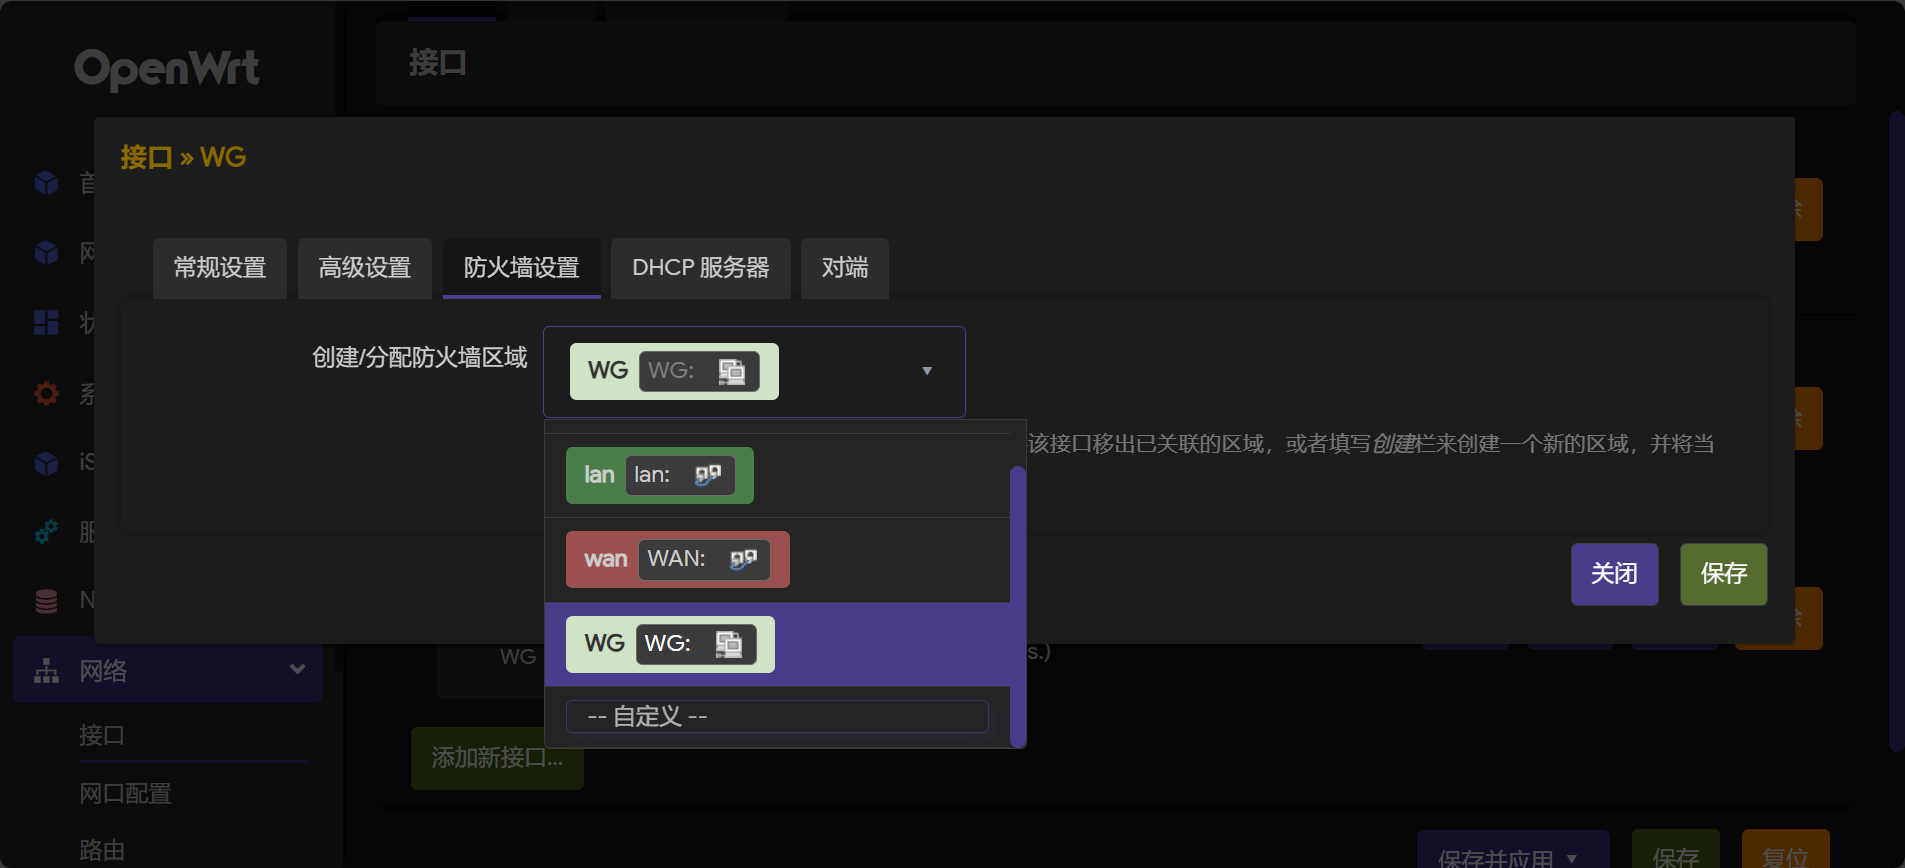 OpenWrt
接口
接口 » WG
首
网
状
系
iS
服
N
网络
接口
网口配置
路由
常规设置
高级设置
防火墙设置
DHCP 服务器
对端
创建/分配防火墙区域
WG WG:
lan lan:
wan WAN:
WG WG:
-- 自定义 --
该接口移出已关联的区域，或者填写创建栏来创建一个新的区域，并将当
关闭
保存
WG
s.)
添加新接口...
保存并应用
保存
复位